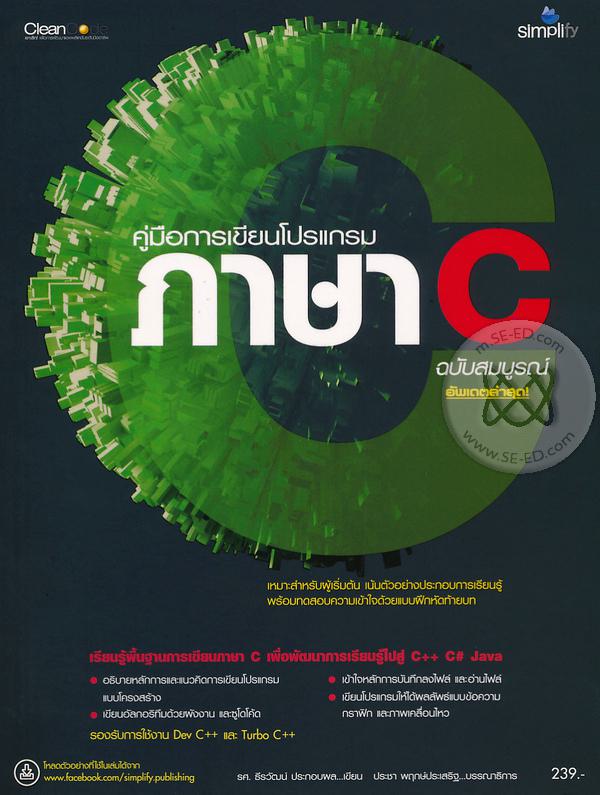 CleanCode
simplify
คู่มือการเขียนโปรแกรม
ภาษา C
ฉบับสมบูรณ์
อัพเดตล่าสุด!
m.SE-ED.com
www.SE-ED.com
เหมาะสำหรับผู้เริ่มต้น เน้นตัวอย่างประกอบการเรียนรู้
พร้อมทดสอบความเข้าใจด้วยแบบฝึกหัดท้ายบท
เรียนรู้พื้นฐานการเขียนภาษา C เพื่อพัฒนาการเรียนรู้ไปสู่ C++ C# Java
• อธิบายหลักการและแนวคิดการเขียนโปรแกรม
แบบโครงสร้าง
• เขียนอัลกอริทึมด้วยผังงาน และซูโดโค้ด
• เข้าใจหลักการบันทึกลงไฟล์ และอ่านไฟล์
• เขียนโปรแกรมให้ได้ผลลัพธ์แบบข้อความ
กราฟิก และภาพเคลื่อนไหว
รองรับการใช้งาน Dev C++ และ Turbo C++
โหลดตัวอย่างที่ใช้ในเล่มได้จาก
www.facebook.com/simplify.publishing
รศ. ธีรวัฒน์ ประกอบผล...เขียน ประชา พฤกษ์ประเสริฐ...บรรณาธิการ
239.-